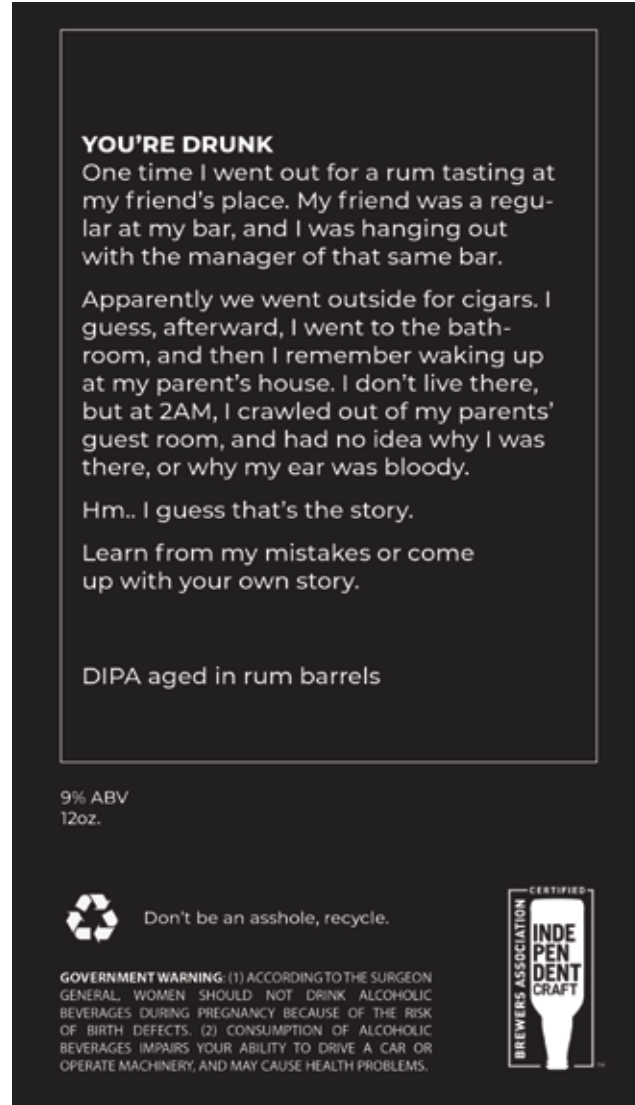 YOU'RE DRUNK
One time I went out for a rum tasting at
my friend's place. My friend was a regu-
lar at my bar, and I was hanging out
with the manager of that same bar.
Apparently we went outside for cigars. I
guess, afterward, I went to the bath-
room, and then I remember waking up
at my parent's house. I don't live there,
but at 2AM, I crawled out of my parents'
guest room, and had no idea why I was
there, or why my ear was bloody.
Hm.. I guess that's the story.
Learn from my mistakes or come
up with your own story.
DIPA aged in rum barrels
9% ABV
12oz.
Don't be an asshole, recycle.
GOVERNMENT WARNING: (1) ACCORDING TO THE SURGEON
GENERAL, WOMEN SHOULD NOT DRINK ALCOHOLIC
BEVERAGES DURING PREGNANCY BECAUSE OF THE RISK
OF BIRTH DEFECTS. (2) CONSUMPTION OF ALCOHOLIC
BEVERAGES IMPAIRS YOUR ABILITY TO DRIVE A CAR OR
OPERATE MACHINERY, AND MAY CAUSE HEALTH PROBLEMS.
CERTIFIED
BREWERS ASSOCIATION
INDE
PEN
DENT
CRAFT
TM